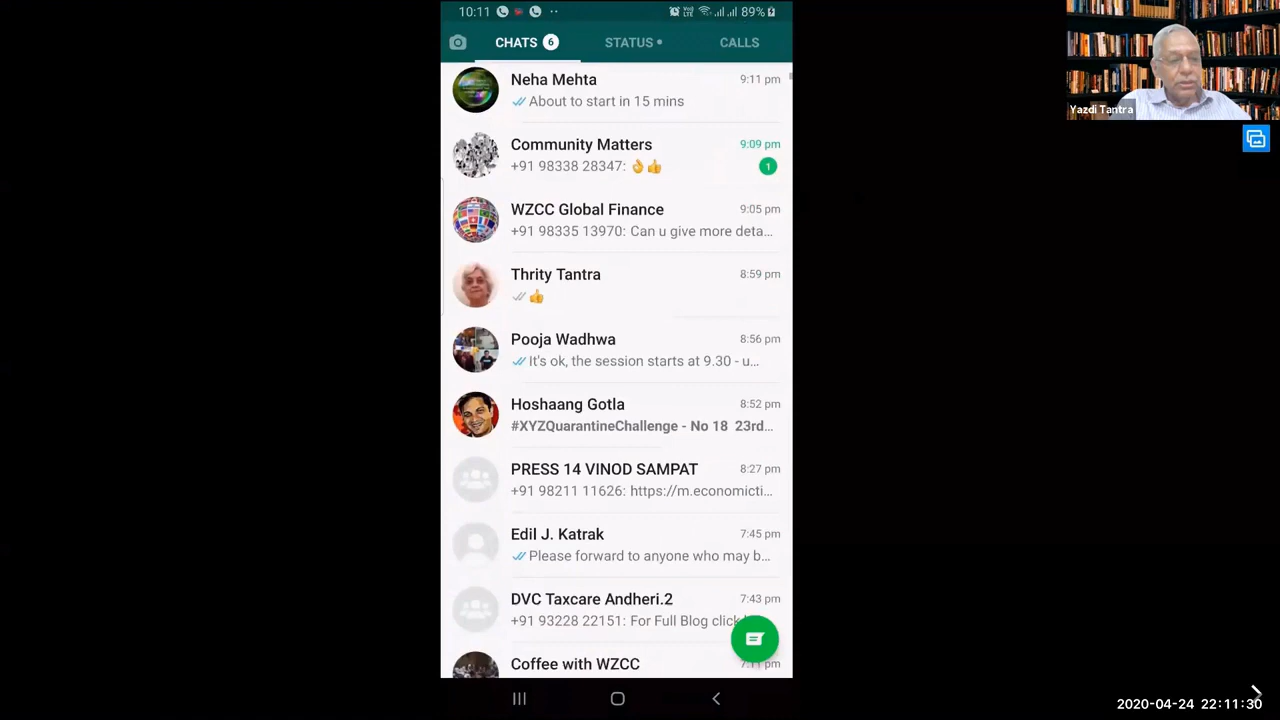 10:11 89%
CHATS 6 STATUS CALLS
Neha Mehta 9:11 pm
About to start in 15 mins
Community Matters 9:09 pm
+91 98338 28347: 👌👍 1
WZCC Global Finance 9:05 pm
+91 98335 13970: Can u give more deta...
Thrity Tantra 8:59 pm
👍
Pooja Wadhwa 8:56 pm
It's ok, the session starts at 9.30 - u...
Hoshaang Gotla 8:52 pm
#XYZQuarantineChallenge - No 18 23rd...
PRESS 14 VINOD SAMPAT 8:27 pm
+91 98211 11626: https://m.economicti...
Edil J. Katrak 7:45 pm
Please forward to anyone who may b...
DVC Taxcare Andheri.2 7:43 pm
+91 93228 22151: For Full Blog click
Coffee with WZCC 7:11 pm
Yazdi Tantra
2020-04-24 22:11:30